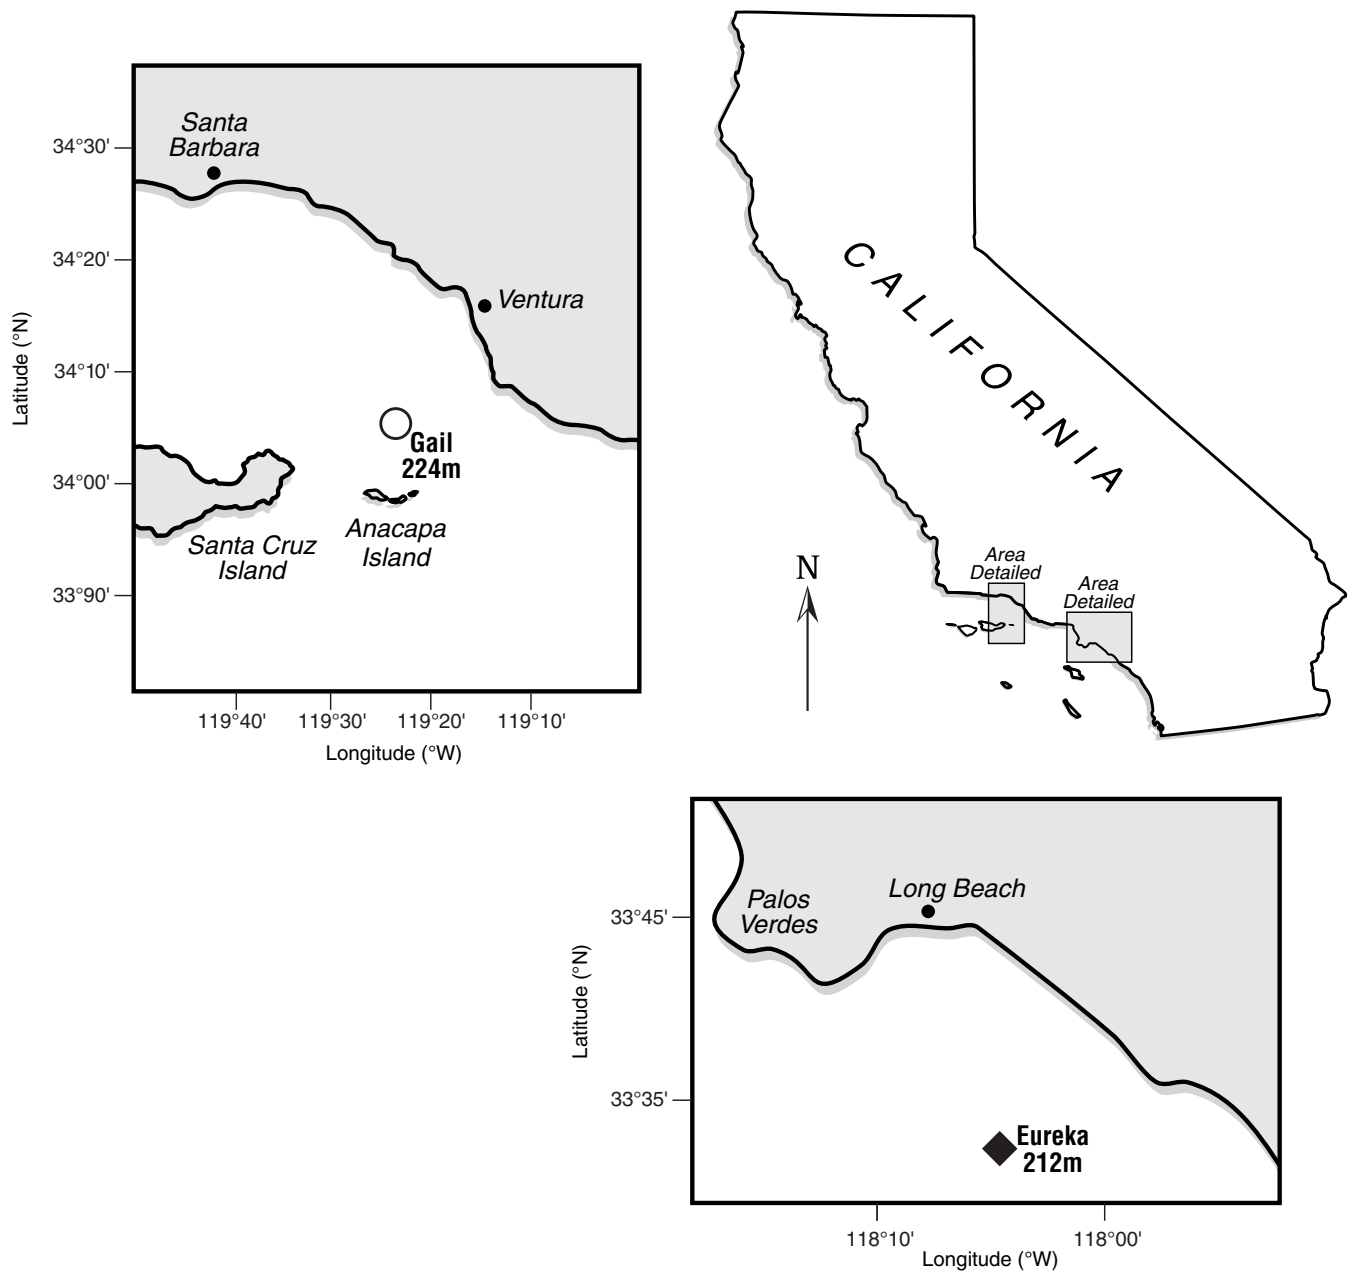 Santa
Barbara
34°30'
34°20'
Ventura
34°10'
Latitude (°N)
Gail
224m
34°00'
Anacapa
Island
Santa Cruz
Island
33°90'
119°40'
119°30'
119°20'
119°10'
Longitude (°W)
CALIFORNIA
N
Area
Detailed
Area
Detailed
Long Beach
Palos
Verdes
33°45'
Latitude (°N)
33°35'
Eureka
212m
118°10'
118°00'
Longitude (°W)